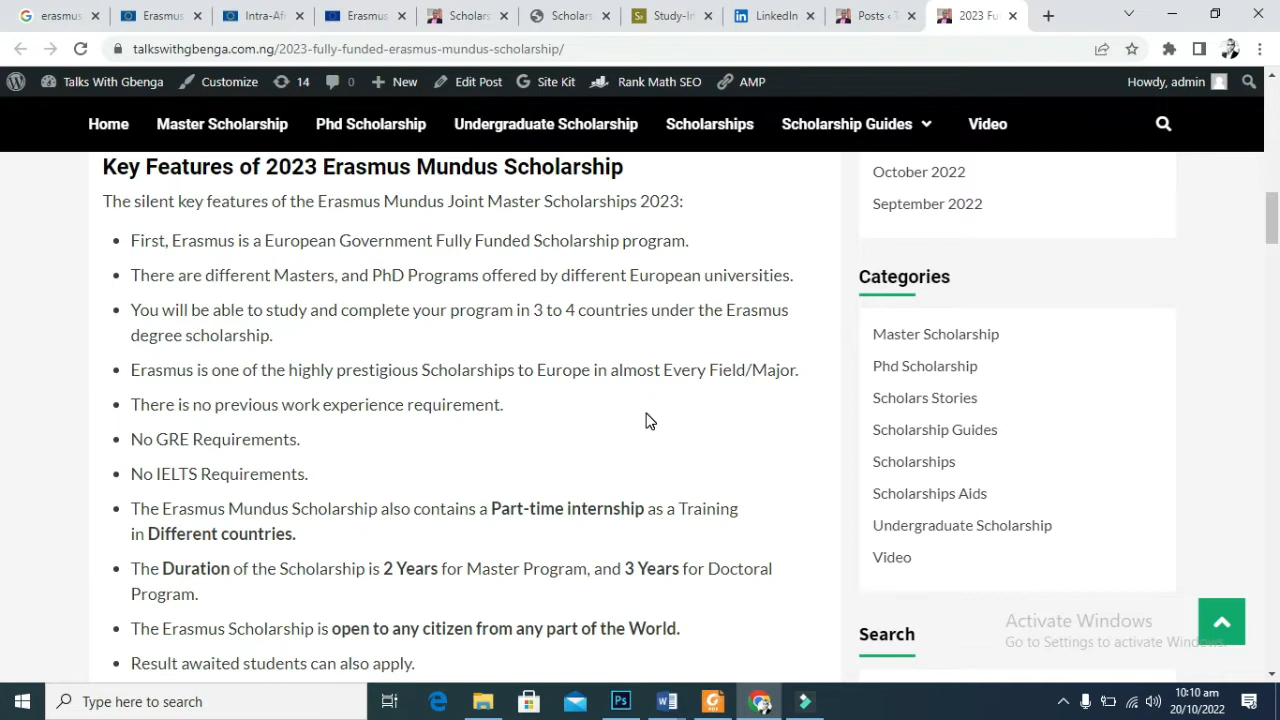 erasmus
Erasmus
Intra-Af
Erasmus
Scholars
Scholars
Study-In
LinkedIn
Posts ‹ T
2023 Fu
talkswithgbenga.com.ng/2023-fully-funded-erasmus-mundus-scholarship/
Talks With Gbenga
Customize
14
0
New
Edit Post
Site Kit
Rank Math SEO
AMP
Howdy, admin
Home
Master Scholarship
Phd Scholarship
Undergraduate Scholarship
Scholarships
Scholarship Guides
Video
Key Features of 2023 Erasmus Mundus Scholarship
The silent key features of the Erasmus Mundus Joint Master Scholarships 2023:
• First, Erasmus is a European Government Fully Funded Scholarship program.
• There are different Masters, and PhD Programs offered by different European universities.
• You will be able to study and complete your program in 3 to 4 countries under the Erasmus
degree scholarship.
• Erasmus is one of the highly prestigious Scholarships to Europe in almost Every Field/Major.
• There is no previous work experience requirement.
• No GRE Requirements.
• No IELTS Requirements.
• The Erasmus Mundus Scholarship also contains a Part-time internship as a Training
in Different countries.
• The Duration of the Scholarship is 2 Years for Master Program, and 3 Years for Doctoral
Program.
• The Erasmus Scholarship is open to any citizen from any part of the World.
• Result awaited students can also apply.
October 2022
September 2022
Categories
Master Scholarship
Phd Scholarship
Scholars Stories
Scholarship Guides
Scholarships
Scholarships Aids
Undergraduate Scholarship
Video
Search
Activate Windows
Go to Settings to activate Windows.
Type here to search
10:10 am
20/10/2022